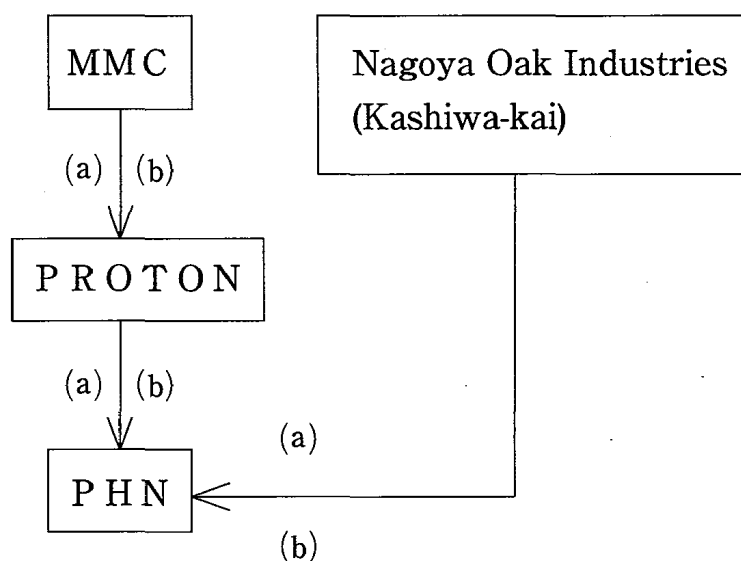 MMC
Nagoya Oak Industries
(Kashiwa-kai)
(a) (b)
PROTON
(a) (b)
(a)
PHN
(b)